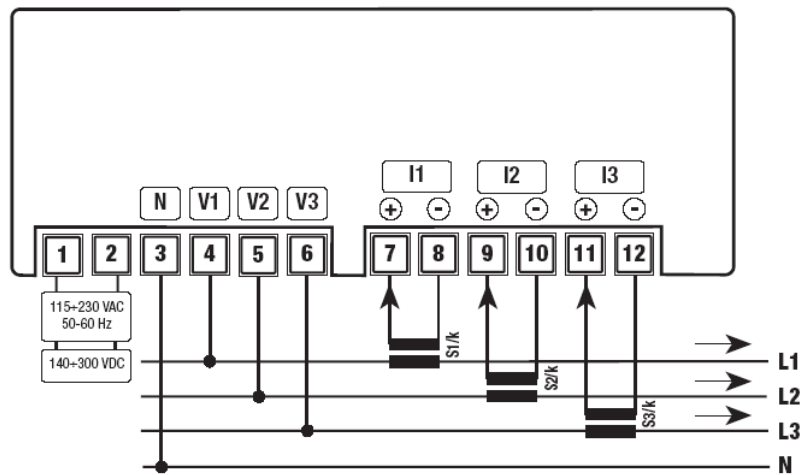 I1 I2 I3
N V1 V2 V3 + - + - + -
1 2 3 4 5 6 7 8 9 10 11 12
115÷230 VAC
50-60 Hz
140÷300 VDC
S1/k
S2/k
S3/k
L1
L2
L3
N